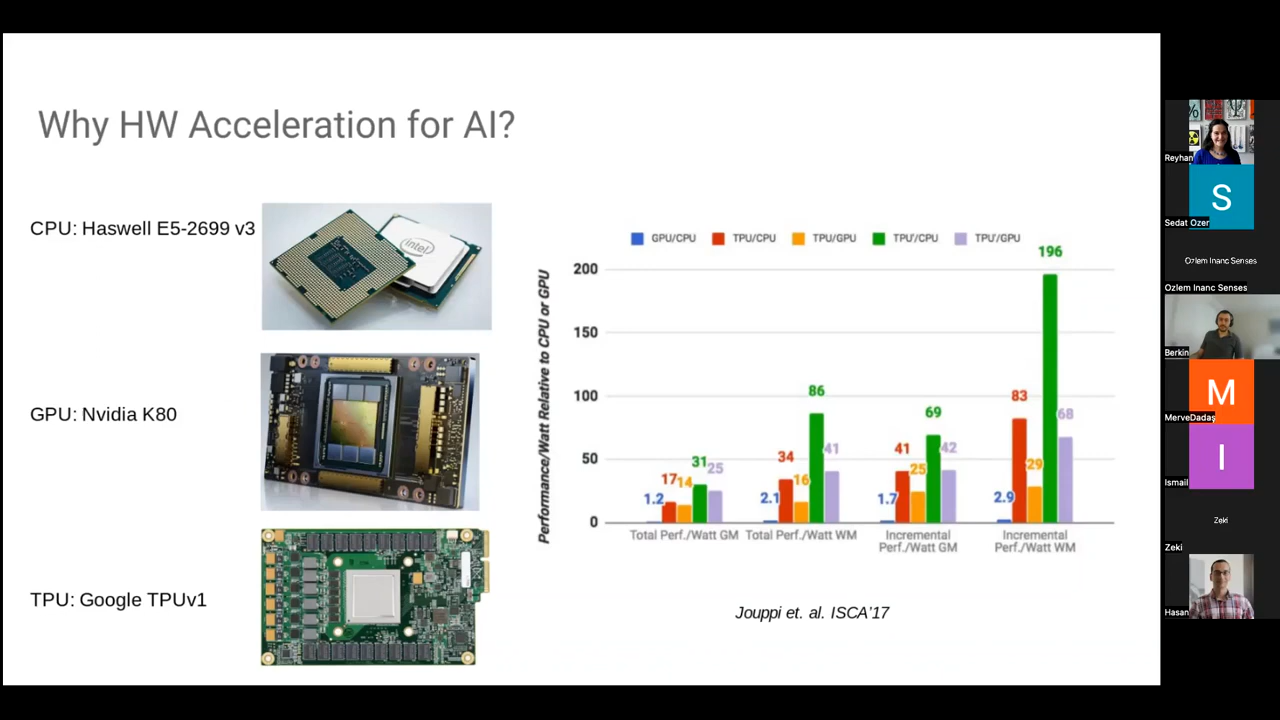 Why HW Acceleration for AI?
CPU: Haswell E5-2699 v3
intel
GPU: Nvidia K80
TPU: Google TPUv1
GPU/CPU TPU/CPU TPU/GPU TPU'/CPU TPU'/GPU
Performance/Watt Relative to CPU or GPU
200
150
100
50
0
1.2 17 14 31 25
2.1 34 16 86 41
1.7 41 25 69 42
2.9 83 29 196 68
Total Perf./Watt GM
Total Perf./Watt WM
Incremental
Perf./Watt GM
Incremental
Perf./Watt WM
Jouppi et. al. ISCA'17
Reyhan
S
Sedat Ozer
Ozlem Inanc Senses
Ozlem Inanc Senses
Berkin
M
MerveDadaş
I
Ismail
Zeki
Zeki
Hasan